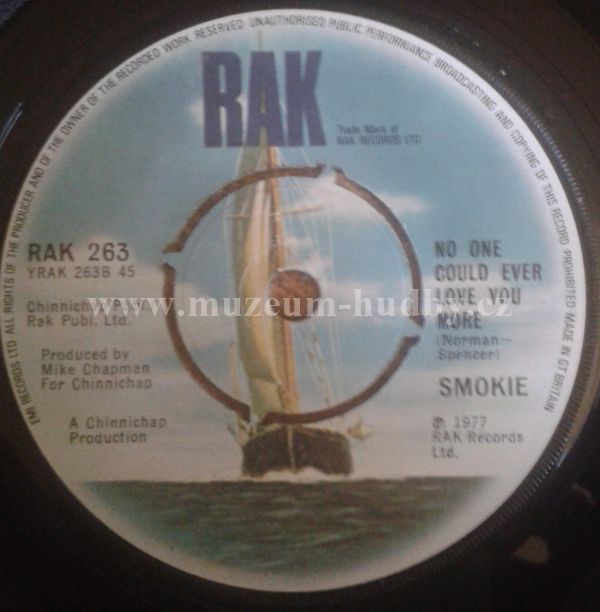 EMI RECORDS LTD ALL RIGHTS OF THE PRODUCER AND OF THE OWNER OF THE RECORDED WORK RESERVED UNAUTHORISED PUBLIC PERFORMANCE BROADCASTING AND COPYING OF THIS RECORD PROHIBITED MADE IN GT BRITAIN
RAK
Trade Mark of
RAK RECORDS LTD.
RAK 263
YRAK 263B 45
Chinnichap Publ.
Rak Publ. Ltd.
Produced by
Mike Chapman
For Chinnichap
A Chinnichap
Production
NO ONE
COULD EVER
LOVE YOU
MORE
(Norman—
Spencer)
SMOKIE
℗ 1977
RAK Records
Ltd.
www.muzeum-hudby.cz